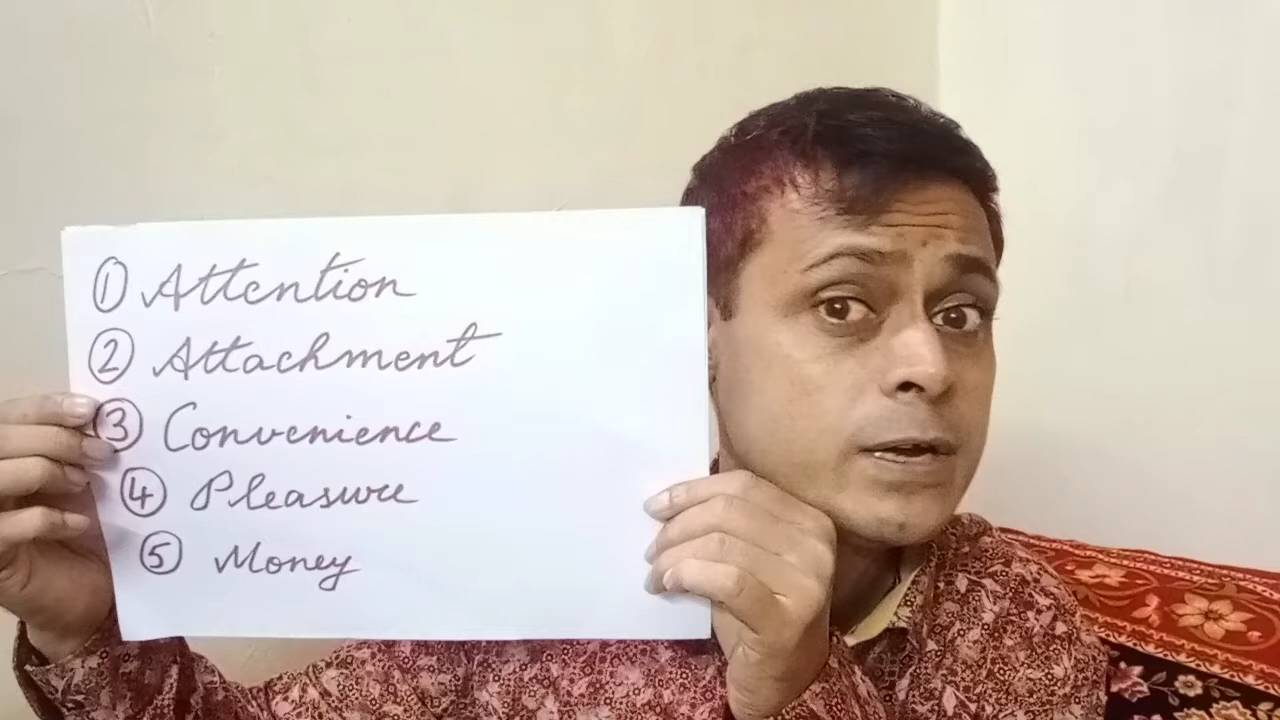 ① Attention
② Attachment
③ Convenience
④ Pleasure
⑤ Money